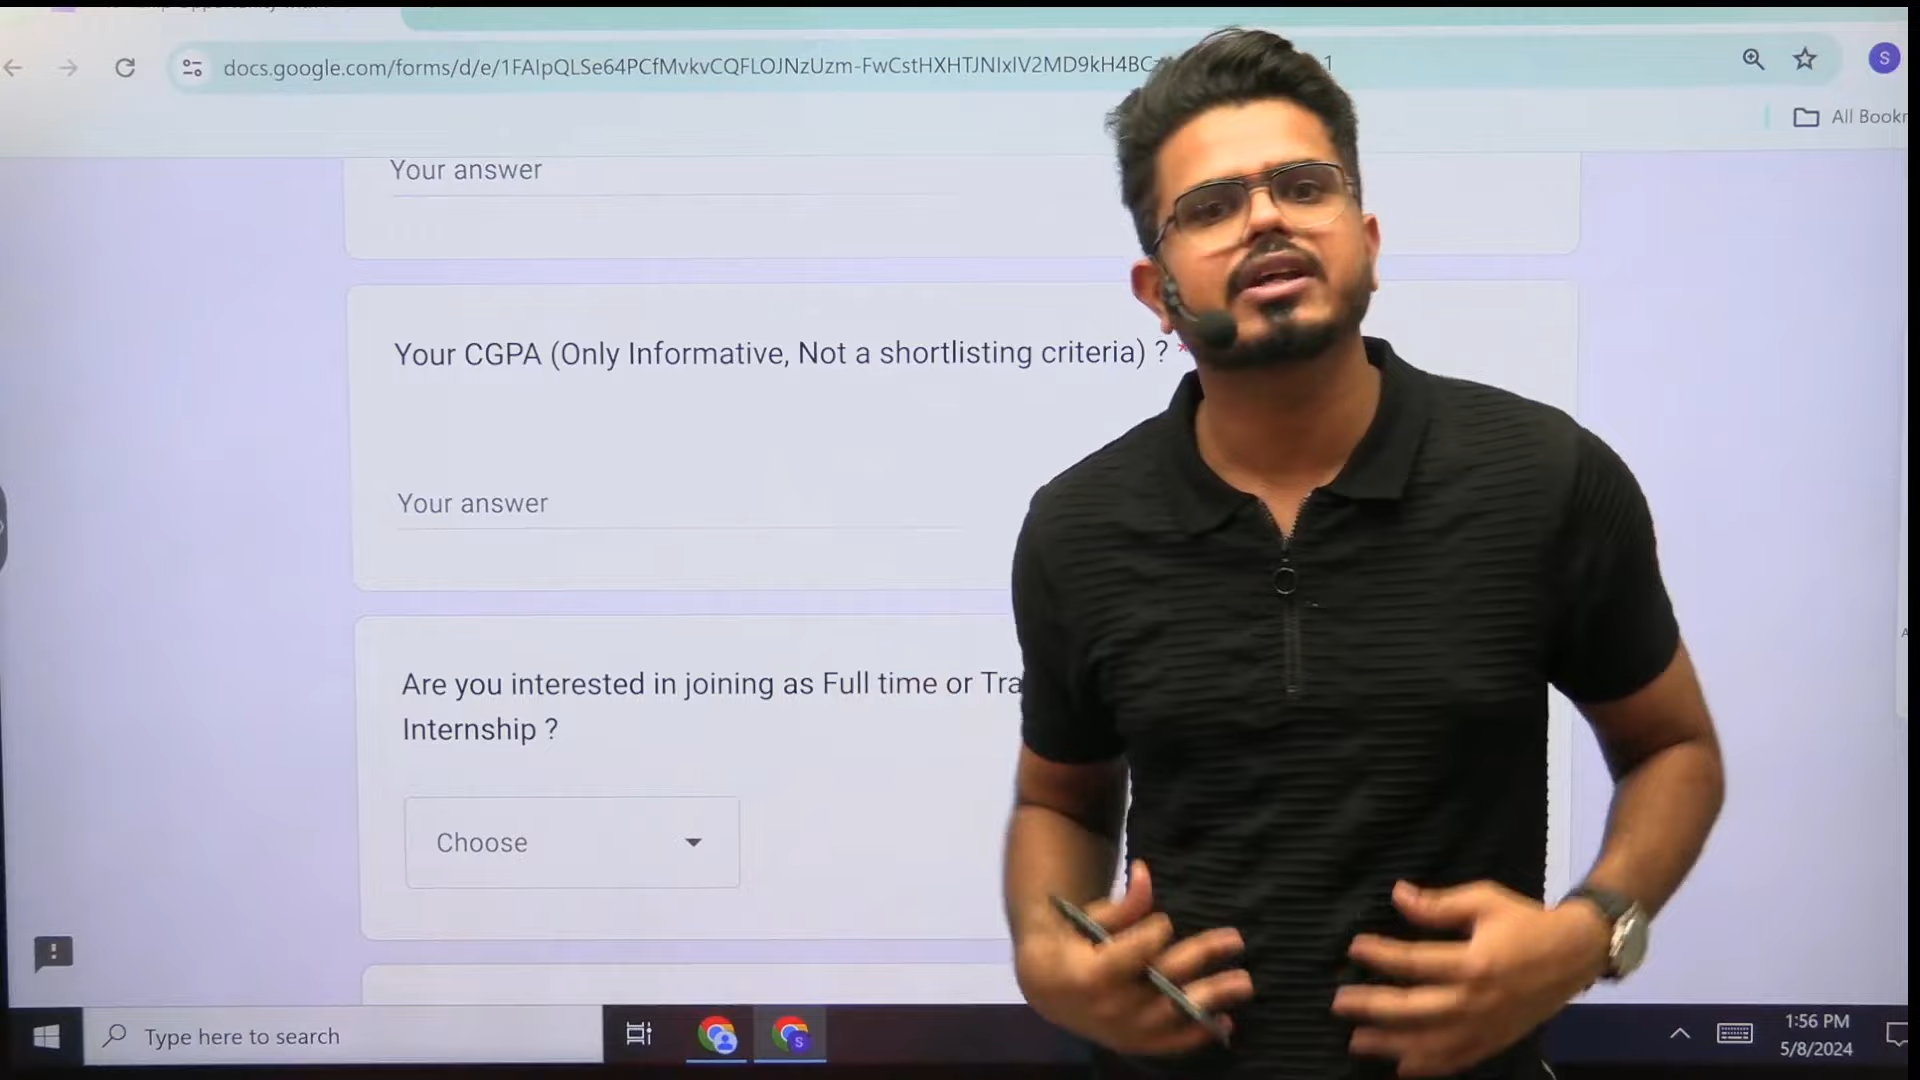 docs.google.com/forms/d/e/1FAIpQLSe64PCfMvkvCQFLOJNzUzm-FwCstHXHTJNIxIV2MD9kH4BC
1
S
All Bookr
Your answer
Your CGPA (Only Informative, Not a shortlisting criteria) ? *
Your answer
Are you interested in joining as Full time or Tra
Internship ?
Choose
Type here to search
S
1:56 PM
5/8/2024